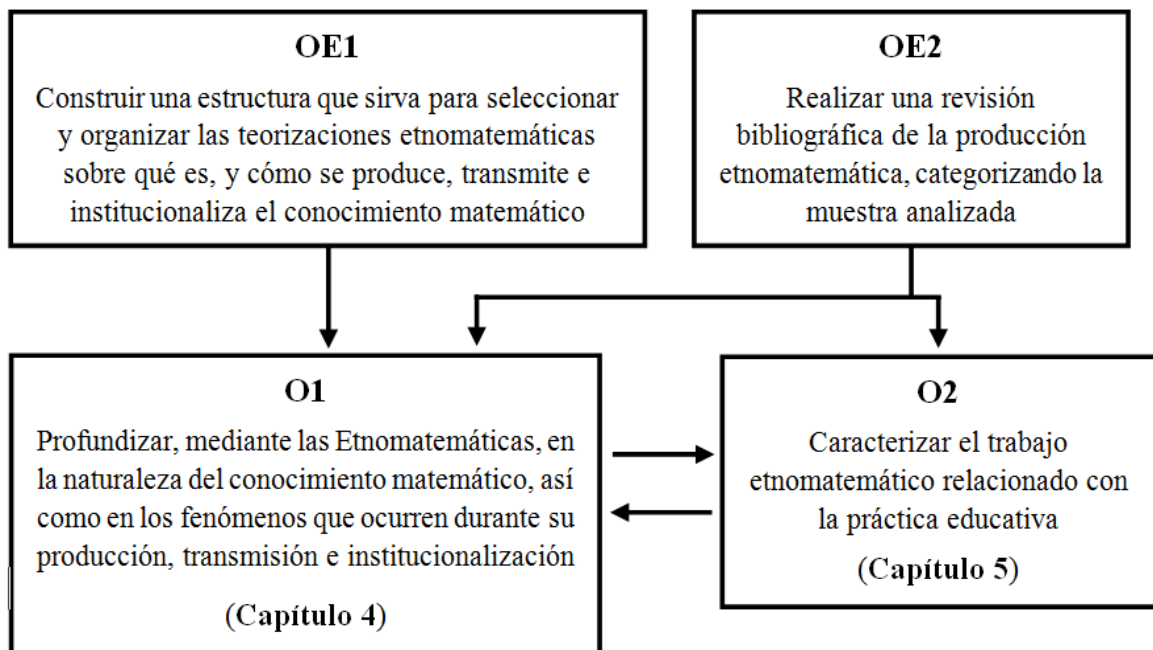 OE1
Construir una estructura que sirva para seleccionar
y organizar las teorizaciones etnomatemáticas
sobre qué es, y cómo se produce, transmite e
institucionaliza el conocimiento matemático
OE2
Realizar una revisión
bibliográfica de la producción
etnomatemática, categorizando la
muestra analizada
O1
Profundizar, mediante las Etnomatemáticas, en
la naturaleza del conocimiento matemático, así
como en los fenómenos que ocurren durante su
producción, transmisión e institucionalización
(Capítulo 4)
O2
Caracterizar el trabajo
etnomatemático relacionado con
la práctica educativa
(Capítulo 5)